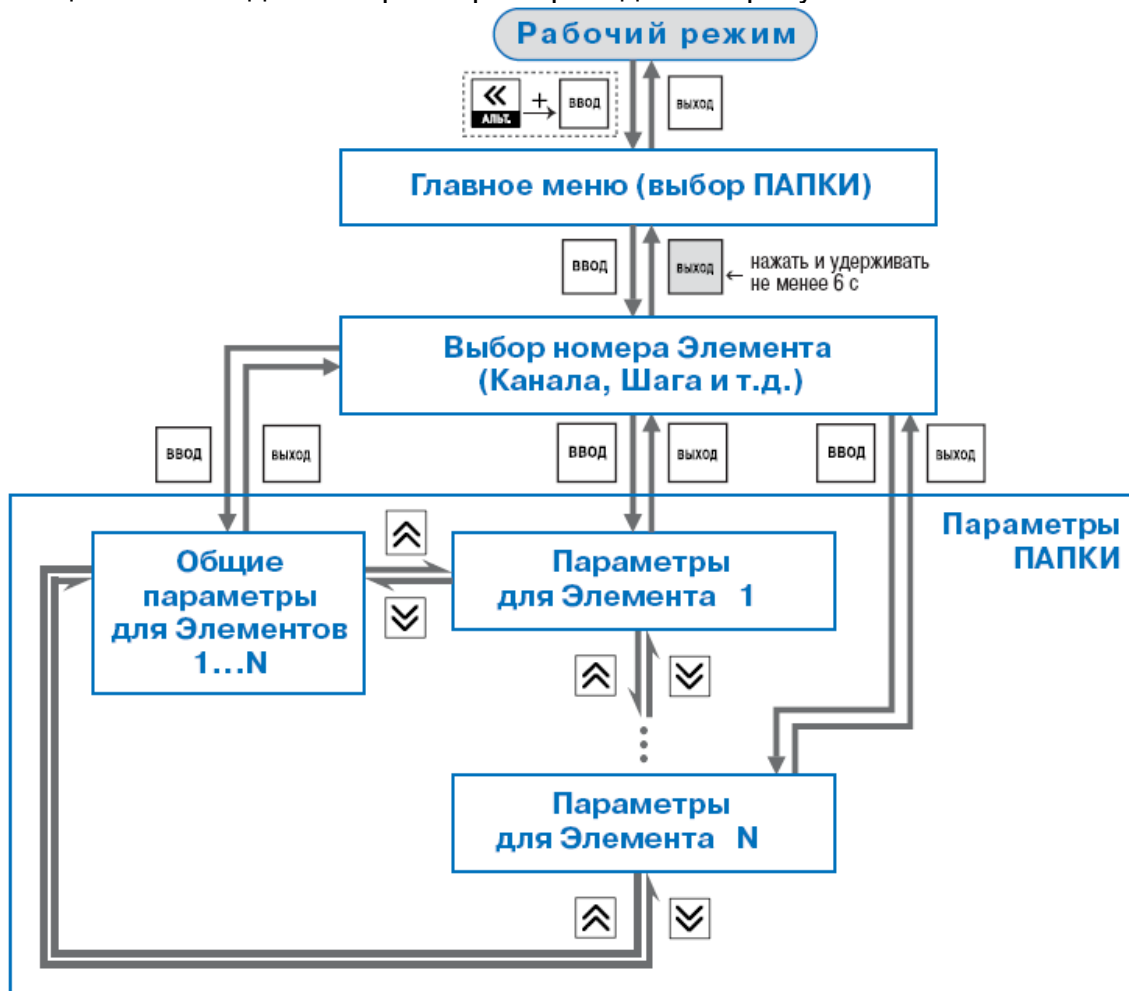 Рабочий режим
«
АЛЬТ.
+
ВВОД
ВЫХОД
Главное меню (выбор ПАПКИ)
ВВОД
ВЫХОД
нажать и удерживать
не менее 6 с
Выбор номера Элемента
(Канала, Шага и т.д.)
ВВОД
ВЫХОД
ВВОД
ВЫХОД
ВВОД
ВЫХОД
Параметры
ПАПКИ
Общие
параметры
для Элементов
1...N
Параметры
для Элемента 1
Параметры
для Элемента N